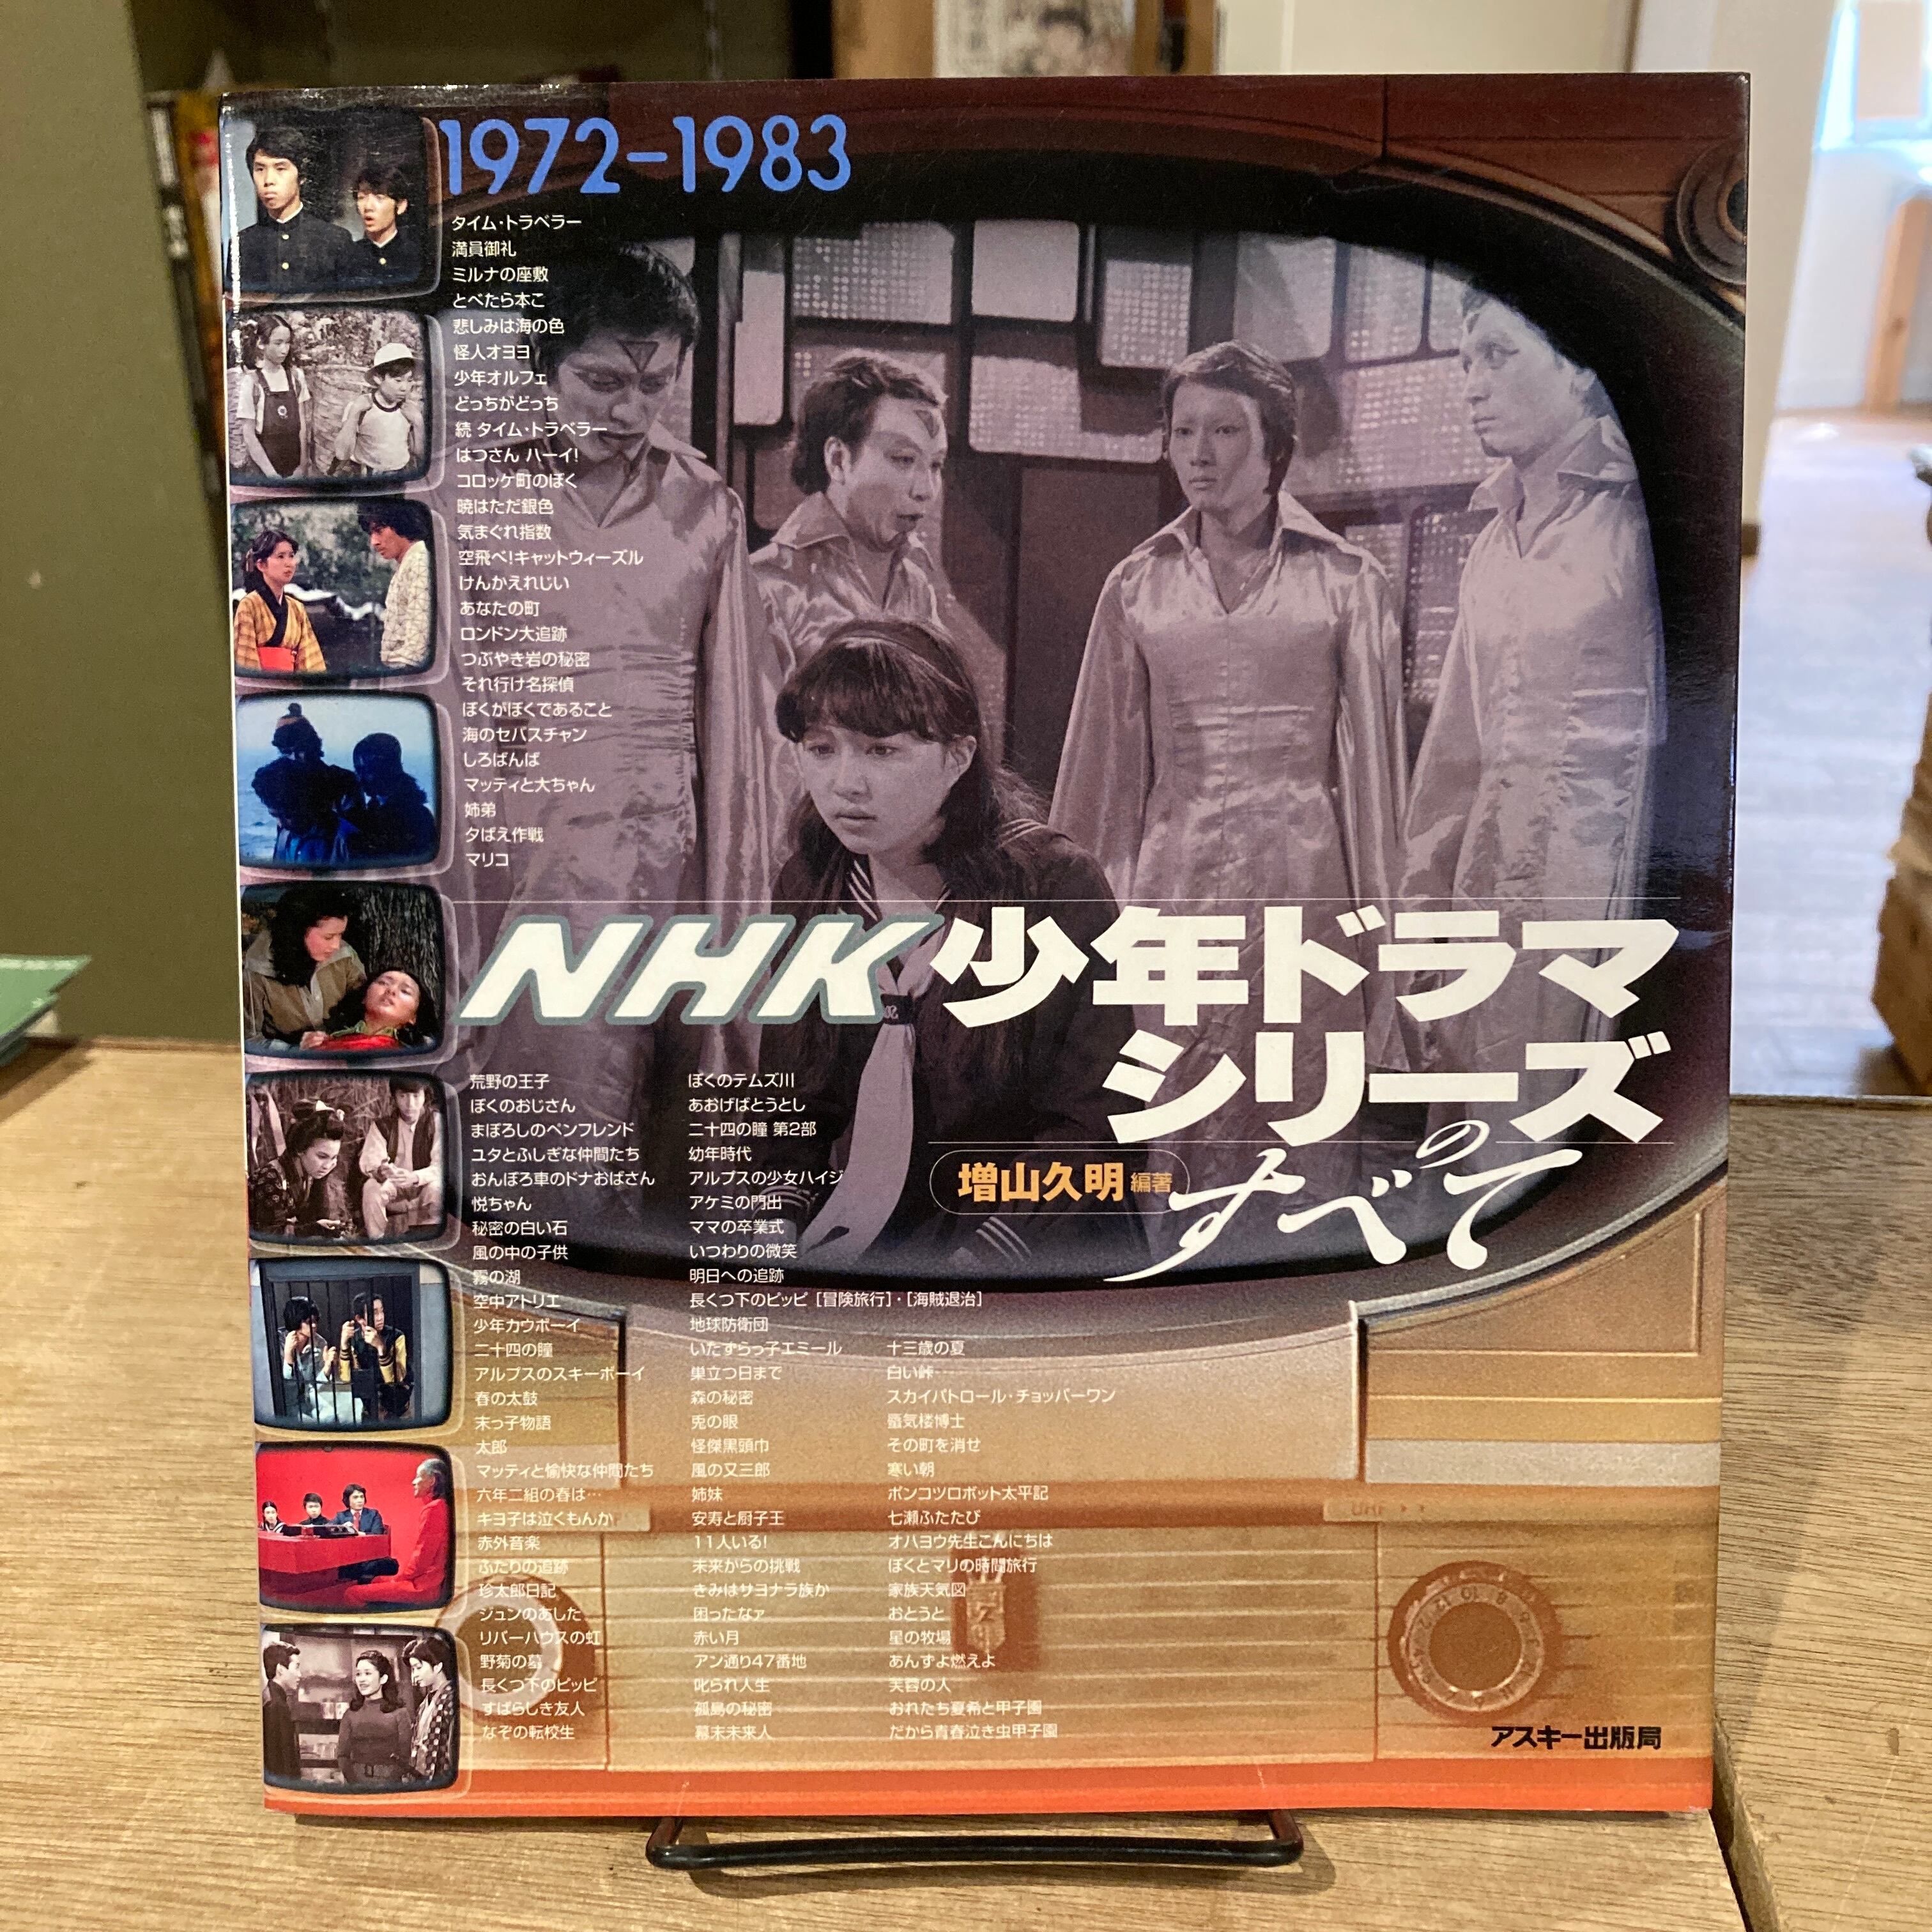 1972-1983
タイム・トラベラー
満員御礼
ミルナの座敷
とべたら本こ
悲しみは海の色
怪人オヨヨ
少年オルフェ
どっちがどっち
続 タイム・トラベラー
はつさん ハーイ!
コロッケ町のぼく
暁はただ銀色
気まぐれ指数
空飛べ!キャットウィーズル
けんかえれじい
あなたの町
ロンドン大追跡
つぶやき岩の秘密
それ行け名探偵
ぼくがぼくであること
海のセバスチャン
しろばんば
マッティと大ちゃん
姉弟
夕ばえ作戦
マリコ
NHK少年ドラマ
シリーズ
の
すべて
増山久明 編著
荒野の王子
ぼくのおじさん
まぼろしのペンフレンド
ユタとふしぎな仲間たち
おんぼろ車のドナおばさん
悦ちゃん
秘密の白い石
風の中の子供
霧の湖
空中アトリエ
少年カウボーイ
二十四の瞳
アルプスのスキーボーイ
春の太鼓
末っ子物語
太郎
マッティと愉快な仲間たち
六年二組の春は…
キヨ子は泣くもんか
赤外音楽
ふたりの追跡
珍太郎日記
ジュンのあした
リバーハウスの虹
野菊の墓
長くつ下のピッピ
すばらしき友人
なぞの転校生
ぼくのテムズ川
あおげばとうとし
二十四の瞳 第2部
幼年時代
アルプスの少女ハイジ
アケミの門出
ママの卒業式
いつわりの微笑
明日への追跡
長くつ下のピッピ [冒険旅行]・[海賊退治]
地球防衛団
いたずらっ子エミール
巣立つ日まで
森の秘密
兎の眼
怪傑黒頭巾
風の又三郎
姉妹
安寿と厨子王
11人いる!
未来からの挑戦
きみはサヨナラ族か
困ったなァ
赤い月
アン通り47番地
叱られ人生
孤島の秘密
幕末未来人
十三歳の夏
白い峠
スカイパトロール・チョッパーワン
蜃気楼博士
その町を消せ
寒い朝
ポンコツロボット太平記
七瀬ふたたび
オハヨウ先生こんにちは
ぼくとマリの時間旅行
家族天気図
おとうと
星の牧場
あんずよ燃えよ
芙蓉の人
おれたち夏希と甲子園
だから青春泣き虫甲子園
アスキー出版局